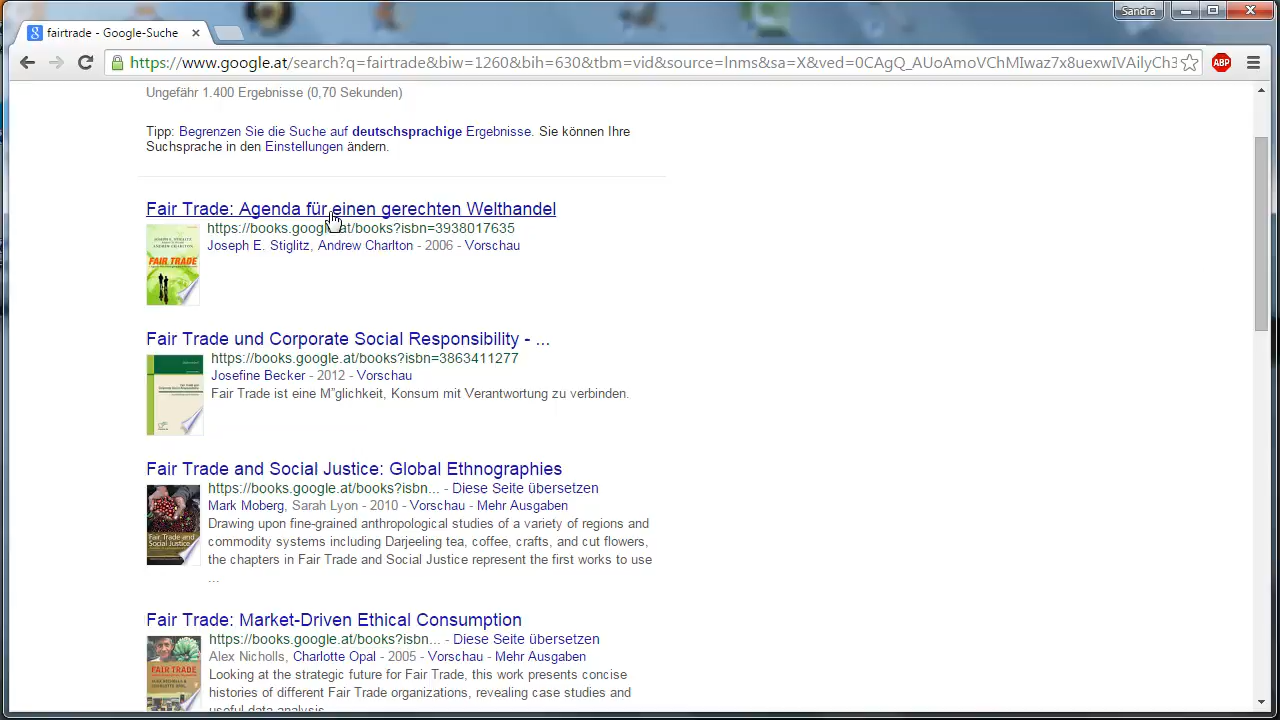 Sandra
fairtrade - Google-Suche
https://www.google.at/search?q=fairtrade&biw=1260&bih=630&tbm=vid&source=lnms&sa=X&ved=0CAgQ_AUoAmoVChMIwaz7x8uexwIVAilyCh3
ABP
Ungefähr 1.400 Ergebnisse (0,70 Sekunden)
Tipp: Begrenzen Sie die Suche auf deutschsprachige Ergebnisse. Sie können Ihre
Suchsprache in den Einstellungen ändern.
Fair Trade: Agenda für einen gerechten Welthandel
https://books.google.at/books?isbn=3938017635
Joseph E. Stiglitz, Andrew Charlton - 2006 - Vorschau
FAIR TRADE
Fair Trade und Corporate Social Responsibility - ...
https://books.google.at/books?isbn=3863411277
Josefine Becker - 2012 - Vorschau
Fair Trade ist eine M”glichkeit, Konsum mit Verantwortung zu verbinden.
Fair Trade and Social Justice: Global Ethnographies
https://books.google.at/books?isbn... - Diese Seite übersetzen
Mark Moberg, Sarah Lyon - 2010 - Vorschau - Mehr Ausgaben
Drawing upon fine-grained anthropological studies of a variety of regions and
commodity systems including Darjeeling tea, coffee, crafts, and cut flowers,
the chapters in Fair Trade and Social Justice represent the first works to use
...
Fair Trade and
Social Justice
Fair Trade: Market-Driven Ethical Consumption
https://books.google.at/books?isbn... - Diese Seite übersetzen
Alex Nicholls, Charlotte Opal - 2005 - Vorschau - Mehr Ausgaben
Looking at the strategic future for Fair Trade, this work presents concise
histories of different Fair Trade organizations, revealing case studies and
useful data analysis.
FAIR TRADE